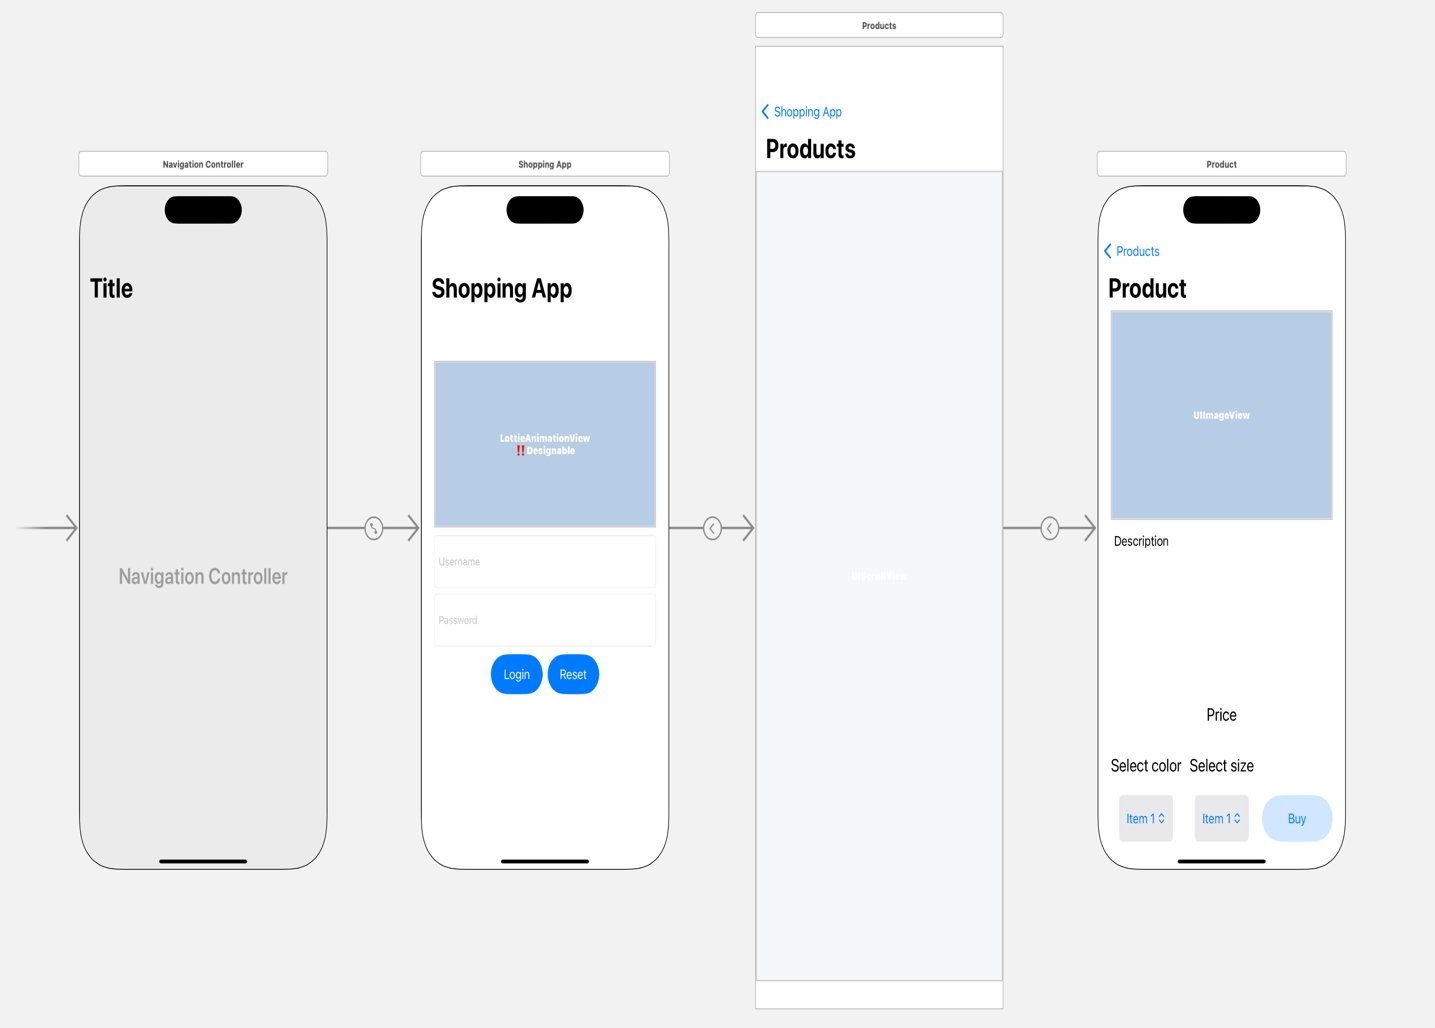 Products
Shopping App
Products
Navigation Controller
Title
Navigation Controller
Shopping App
Shopping App
LottieAnimationView
‼️Designable
Username
Password
Login
Reset
UIScrollView
Product
Products
Product
UIImageView
Description
Price
Select color
Select size
Item 1
Item 1
Buy